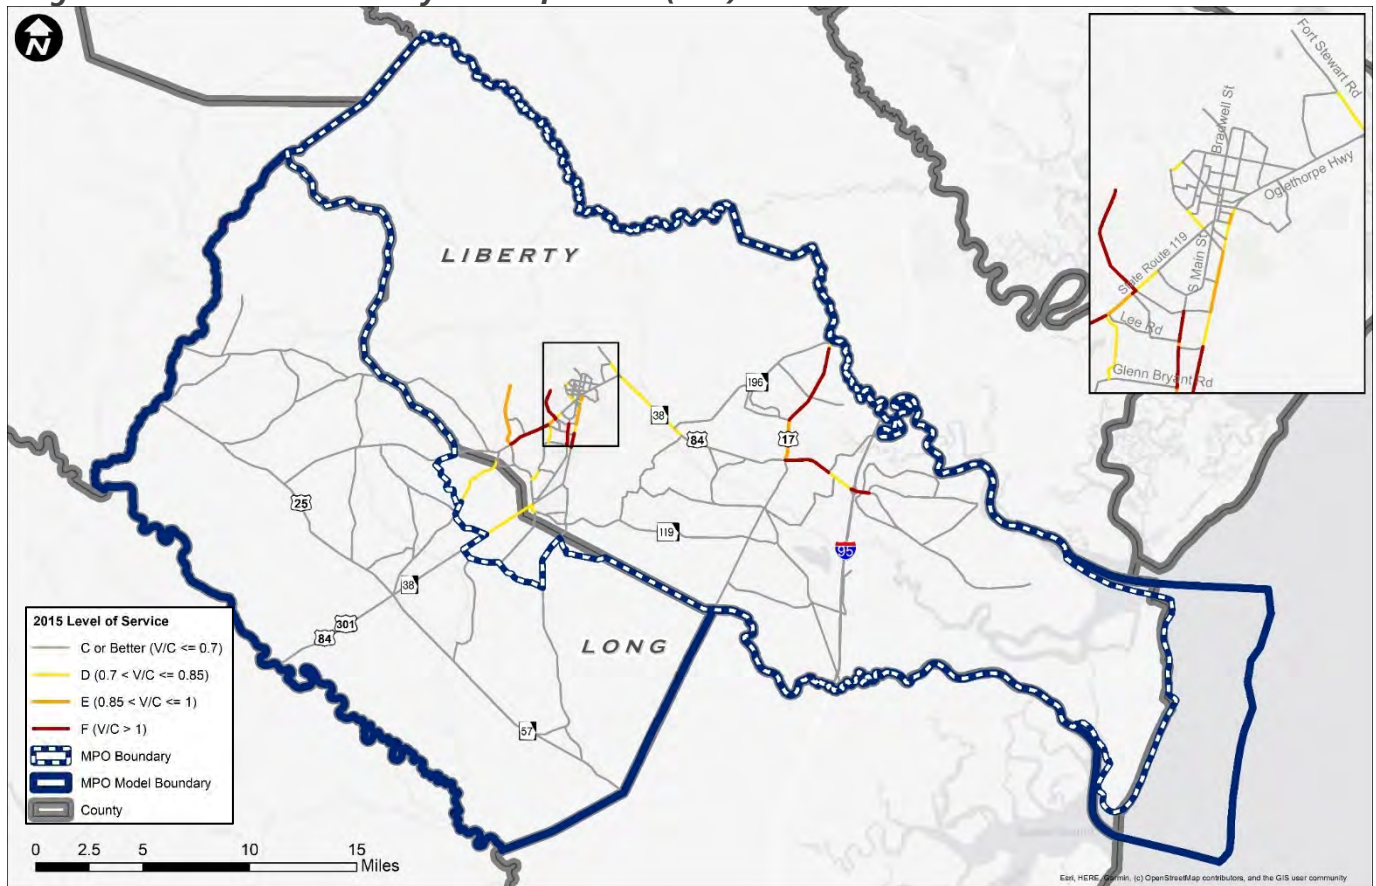 N
Fort Stewart Rd
Bradwell St
Oglethorpe Hwy
State Route 119
S Main St
Lee Rd
Glenn Bryant Rd
LIBERTY
196
38
84
17
25
119
95
38
301
84
LONG
57
2015 Level of Service
C or Better (V/C <= 0.7)
D (0.7 < V/C <= 0.85)
E (0.85 < V/C <= 1)
F (V/C > 1)
MPO Boundary
MPO Model Boundary
County
0 2.5 5 10 15
Miles
Esri, HERE, Garmin, (c) OpenStreetMap contributors, and the GIS user community